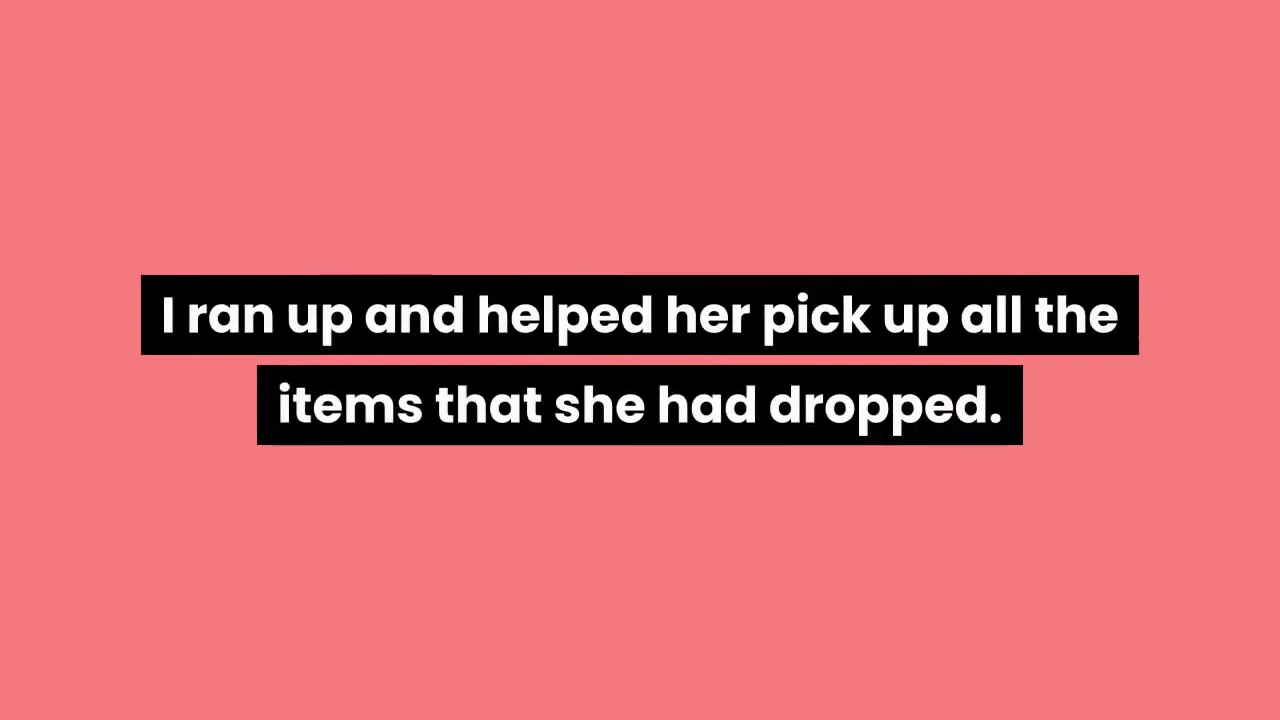 I ran up and helped her pick up all the
items that she had dropped.